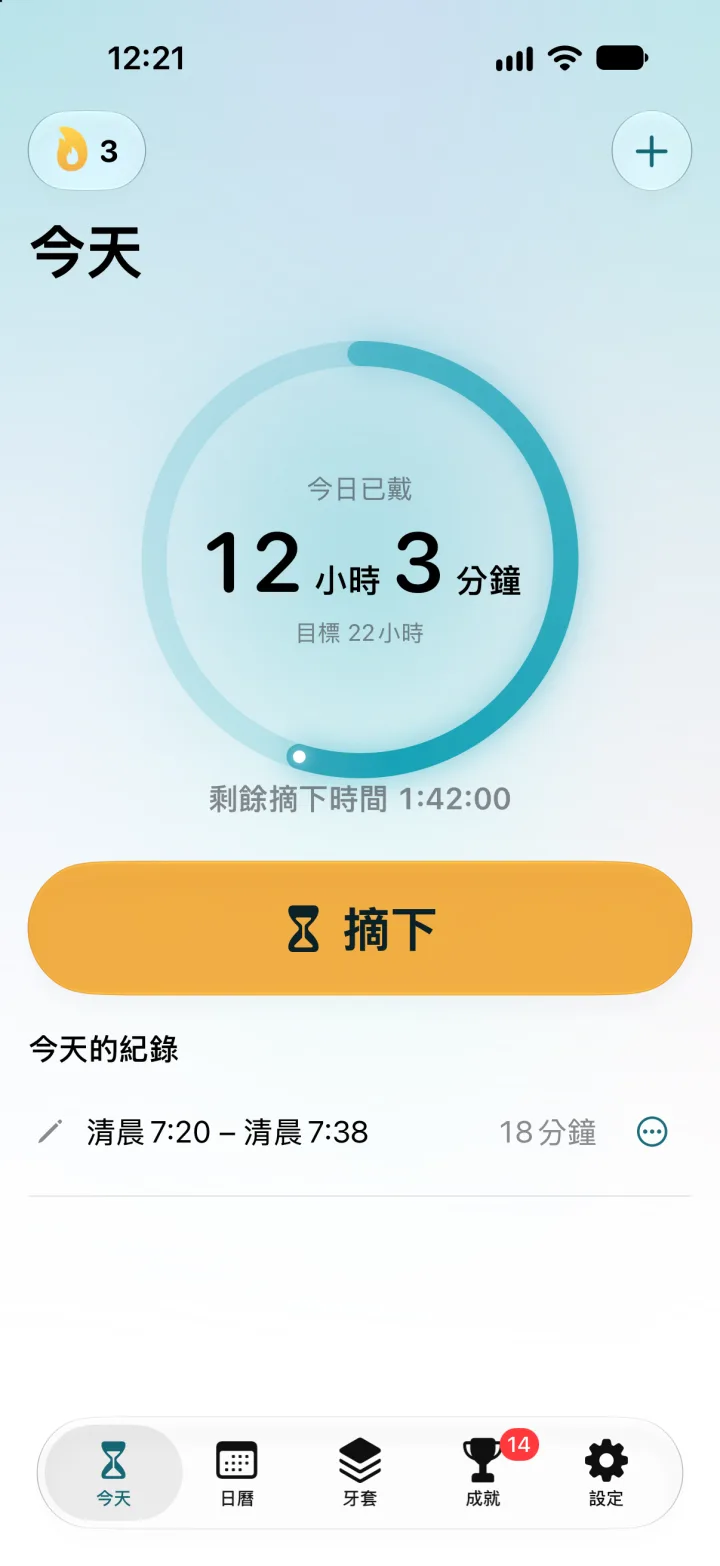 12:21
3
今天
今日已戴
12 小時 3 分鐘
目標 22小時
剩餘摘下時間 1:42:00
摘下
今天的紀錄
清晨 7:20 – 清晨 7:38 18 分鐘
14
今天 日曆 牙套 成就 設定